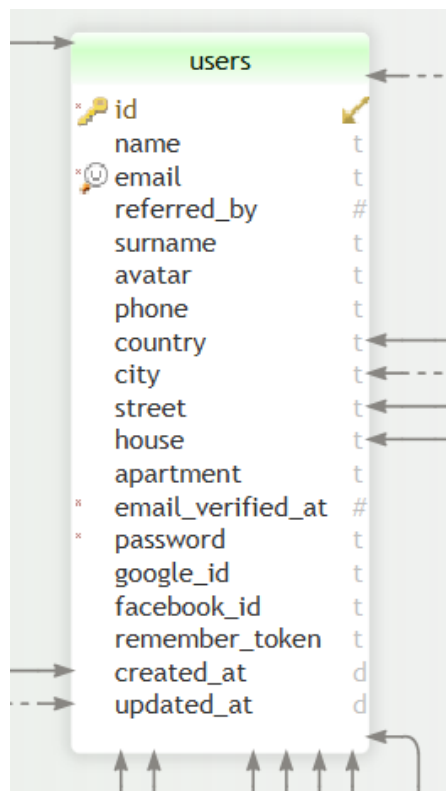 users
* id
name t
* email t
referred_by #
surname t
avatar t
phone t
country t
city t
street t
house t
apartment t
* email_verified_at #
* password t
google_id t
facebook_id t
remember_token t
created_at d
updated_at d